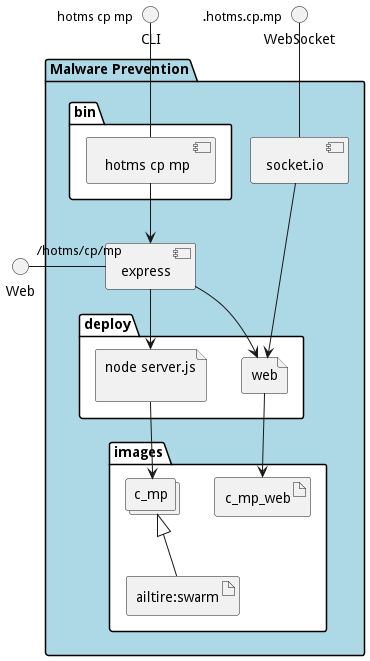 hotms cp mp
.hotms.cp.mp
CLI
WebSocket
Malware Prevention
bin
hotms cp mp
socket.io
/hotms/cp/mp
express
Web
deploy
node server.js
web
images
c_mp
c_mp_web
ailtire:swarm